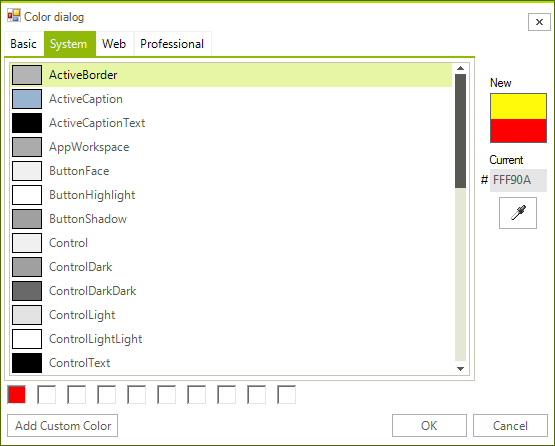 Color dialog
Basic System Web Professional
ActiveBorder
ActiveCaption
ActiveCaptionText
AppWorkspace
ButtonFace
ButtonHighlight
ButtonShadow
Control
ControlDark
ControlDarkDark
ControlLight
ControlLightLight
ControlText
New
Current
# FFF90A
Add Custom Color
OK
Cancel